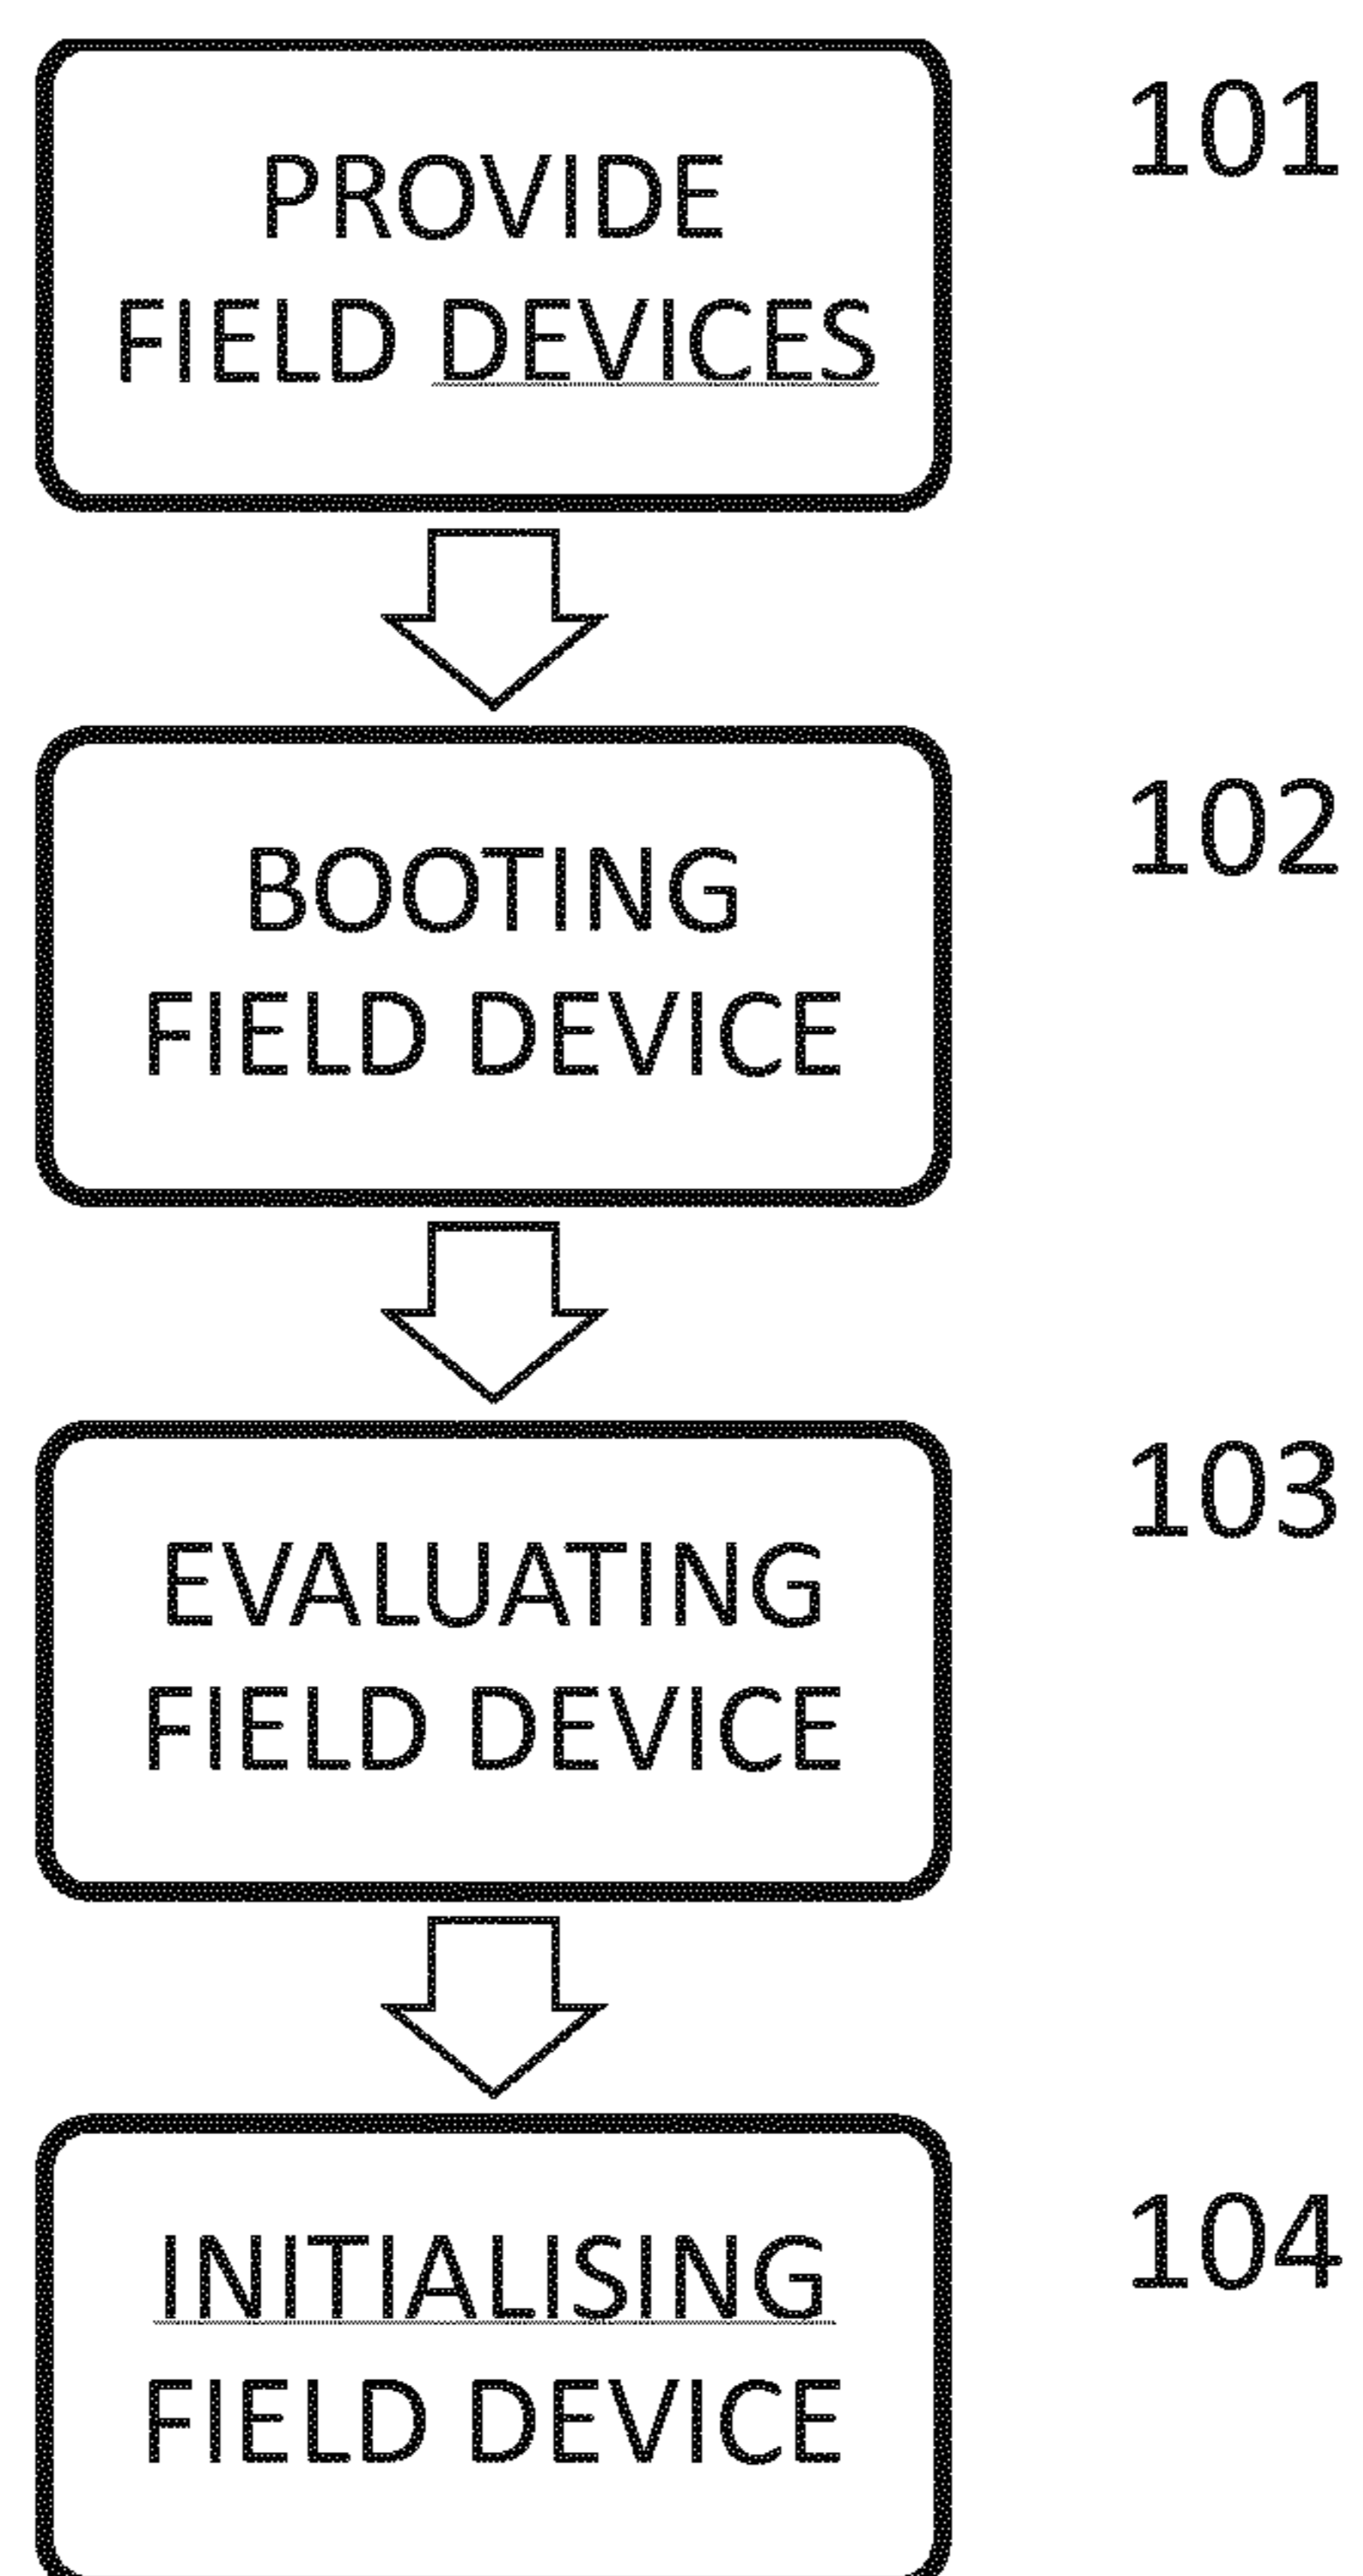 PROVIDE
FIELD DEVICES
101
BOOTING
FIELD DEVICE
102
EVALUATING
FIELD DEVICE
103
INITIALISING
FIELD DEVICE
104